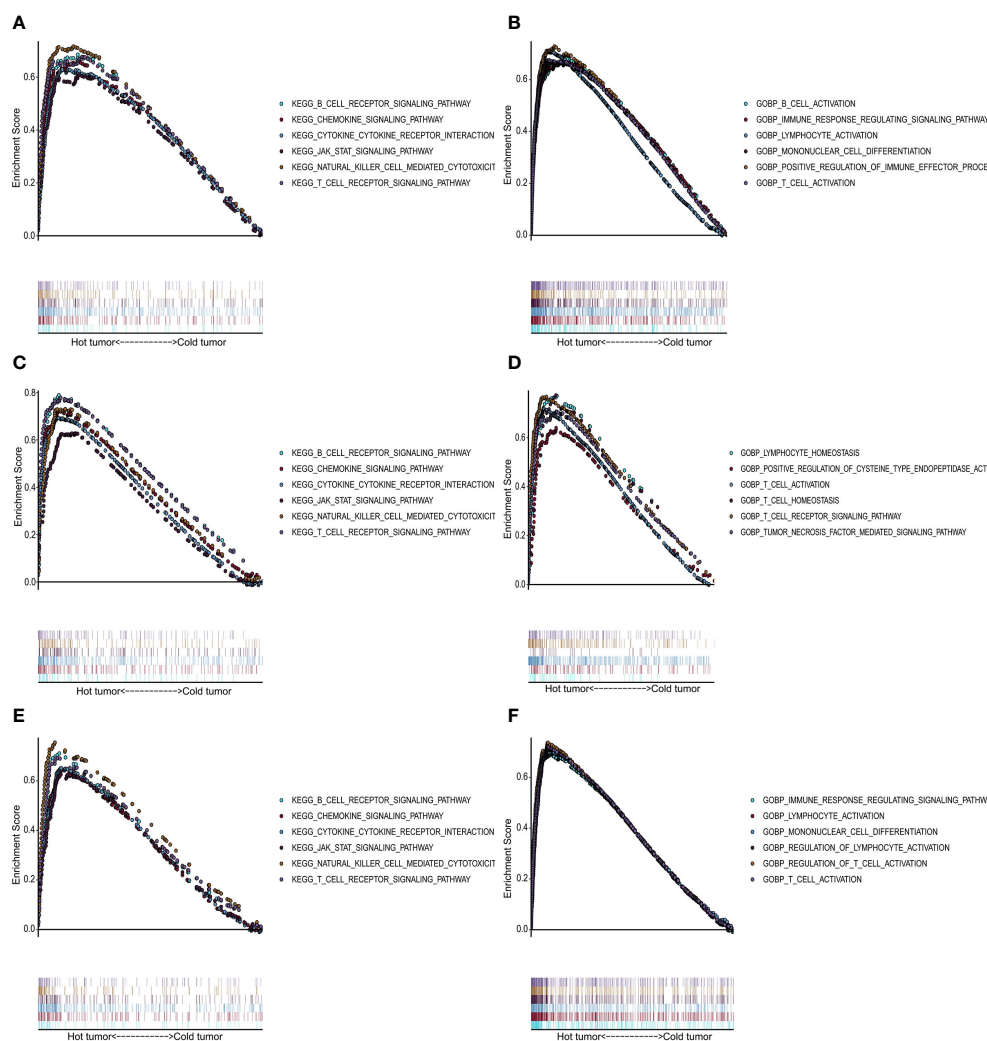 A
Enrichment Score
0.6
0.4
0.2
0.0
KEGG_B_CELL_RECEPTOR_SIGNALING_PATHWAY
KEGG_CHEMOKINE_SIGNALING_PATHWAY
KEGG_CYTOKINE_CYTOKINE_RECEPTOR_INTERACTION
KEGG_JAK_STAT_SIGNALING_PATHWAY
KEGG_NATURAL_KILLER_CELL_MEDIATED_CYTOTOXICIT
KEGG_T_CELL_RECEPTOR_SIGNALING_PATHWAY
Hot tumor<----------->Cold tumor
B
Enrichment Score
0.6
0.4
0.2
0.0
GOBP_B_CELL_ACTIVATION
GOBP_IMMUNE_RESPONSE_REGULATING_SIGNALING_PATHWAY
GOBP_LYMPHOCYTE_ACTIVATION
GOBP_MONONUCLEAR_CELL_DIFFERENTIATION
GOBP_POSITIVE_REGULATION_OF_IMMUNE_EFFECTOR_PROCE
GOBP_T_CELL_ACTIVATION
Hot tumor<----------->Cold tumor
C
Enrichment Score
0.8
0.6
0.4
0.2
0.0
KEGG_B_CELL_RECEPTOR_SIGNALING_PATHWAY
KEGG_CHEMOKINE_SIGNALING_PATHWAY
KEGG_CYTOKINE_CYTOKINE_RECEPTOR_INTERACTION
KEGG_JAK_STAT_SIGNALING_PATHWAY
KEGG_NATURAL_KILLER_CELL_MEDIATED_CYTOTOXICIT
KEGG_T_CELL_RECEPTOR_SIGNALING_PATHWAY
Hot tumor<----------->Cold tumor
D
Enrichment Score
0.6
0.4
0.2
0.0
GOBP_LYMPHOCYTE_HOMEOSTASIS
GOBP_POSITIVE_REGULATION_OF_CYSTEINE_TYPE_ENDOPEPTIDASE_ACT
GOBP_T_CELL_ACTIVATION
GOBP_T_CELL_HOMEOSTASIS
GOBP_T_CELL_RECEPTOR_SIGNALING_PATHWAY
GOBP_TUMOR_NECROSIS_FACTOR_MEDIATED_SIGNALING_PATHWAY
Hot tumor<----------->Cold tumor
E
Enrichment Score
0.6
0.4
0.2
0.0
KEGG_B_CELL_RECEPTOR_SIGNALING_PATHWAY
KEGG_CHEMOKINE_SIGNALING_PATHWAY
KEGG_CYTOKINE_CYTOKINE_RECEPTOR_INTERACTION
KEGG_JAK_STAT_SIGNALING_PATHWAY
KEGG_NATURAL_KILLER_CELL_MEDIATED_CYTOTOXICIT
KEGG_T_CELL_RECEPTOR_SIGNALING_PATHWAY
Hot tumor<----------->Cold tumor
F
Enrichment Score
0.6
0.4
0.2
0.0
GOBP_IMMUNE_RESPONSE_REGULATING_SIGNALING_PATHW
GOBP_LYMPHOCYTE_ACTIVATION
GOBP_MONONUCLEAR_CELL_DIFFERENTIATION
GOBP_REGULATION_OF_LYMPHOCYTE_ACTIVATION
GOBP_REGULATION_OF_T_CELL_ACTIVATION
GOBP_T_CELL_ACTIVATION
Hot tumor<----------->Cold tumor